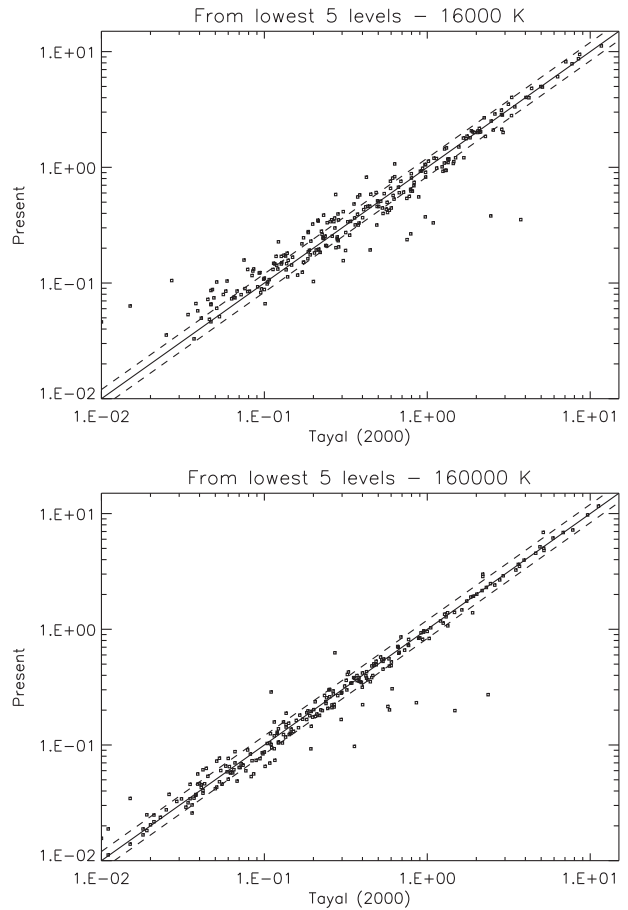 From lowest 5 levels – 16000 K
1.E+01
1.E+00
1.E−01
1.E−02
Present
1.E−02 1.E−01 1.E+00 1.E+01
Tayal (2000)
From lowest 5 levels – 160000 K
1.E+01
1.E+00
1.E−01
1.E−02
Present
1.E−02 1.E−01 1.E+00 1.E+01
Tayal (2000)